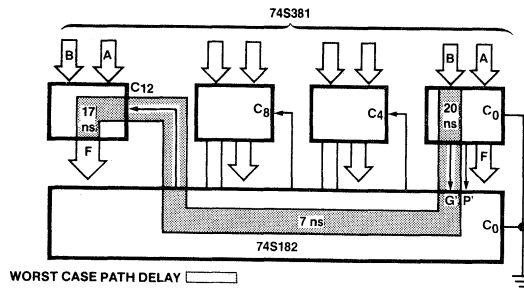 74S381
B A B A
C12
17 ns
C8
C4
20 ns
C0
F
F
G' P'
7 ns
C0
74S182
WORST CASE PATH DELAY